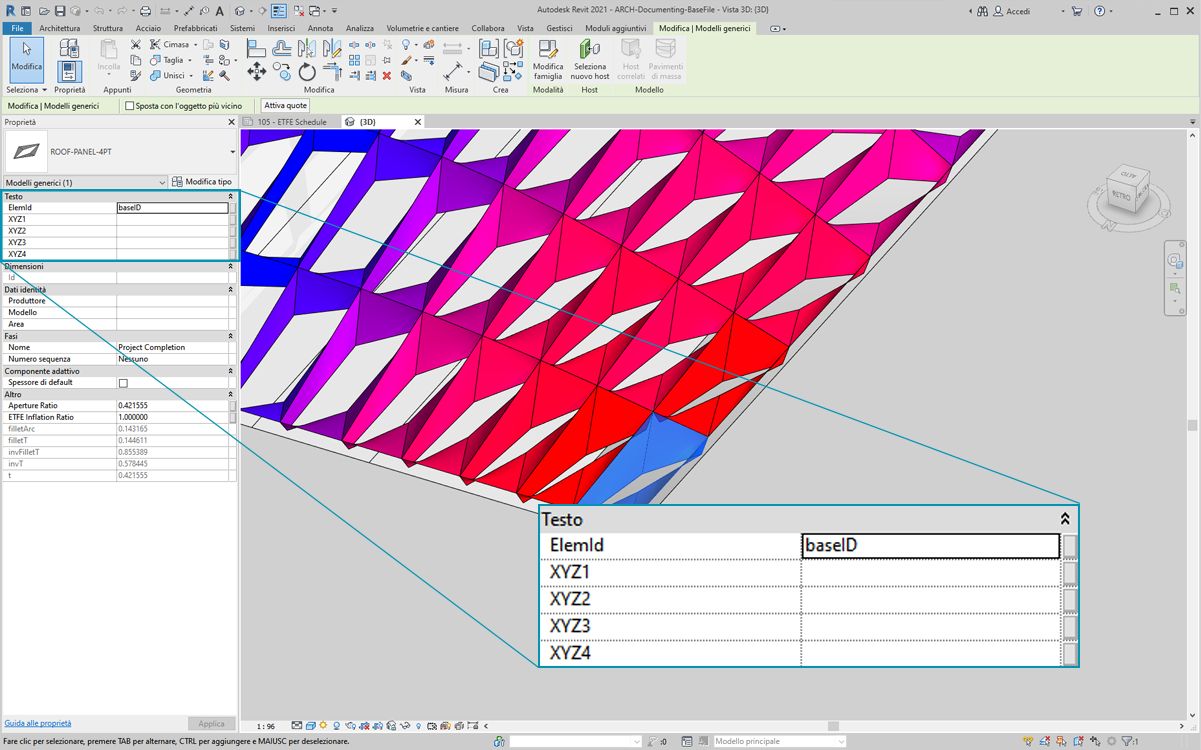 Autodesk Revit 2021 - ARCH-Documenting-BaseFile - Vista 3D: {3D}
Accedi
File Architettura Struttura Acciaio Prefabbricati Sistemi Inserisci Annota Analizza Volumetrie e cantiere Collabora Vista Gestisci Moduli aggiuntivi Modifica | Modelli generici
Modifica
Incolla
Cimasa
Taglia
Unisci
Modifica famiglia
Seleziona nuovo host
Host correlati
Pavimenti di massa
Seleziona Proprietà Appunti Geometria Modifica Vista Misura Crea Modalità Host Modello
Modifica | Modelli generici
Sposta con l'oggetto più vicino
Attiva quote
Proprietà
105 - ETFE Schedule
{3D}
ROOF-PANEL-4PT
Modelli generici (1)
Modifica tipo
Testo
ElemId baseID
XYZ1
XYZ2
XYZ3
XYZ4
Dimensioni
Id
Dati identità
Produttore
Modello
Area
Fasi
Nome Project Completion
Numero sequenza Nessuno
Componente adattivo
Spessore di default
Altro
Aperture Ratio 0.421555
ETFE Inflation Ratio 1.000000
filletArc 0.143165
filletT 0.144611
invFilletT 0.855389
invT 0.578445
t 0.421555
RETRO
Testo
ElemId baseID
XYZ1
XYZ2
XYZ3
XYZ4
Guida alle proprietà
Applica
1 : 96
Fare clic per selezionare, premere TAB per alternare, CTRL per aggiungere e MAIUSC per deselezionare.
:0
Modello principale
:1